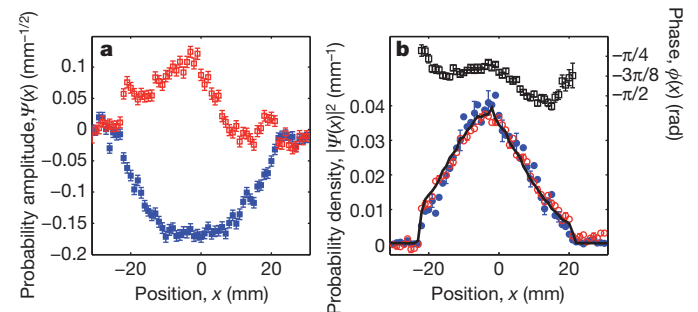 a
Probability amplitude, Ψ(x) (mm⁻¹/²)
0.1
0.05
0
−0.05
−0.1
−0.15
−0.2
−20
0
20
Position, x (mm)
b
Probability density, |Ψ(x)|² (mm⁻¹)
0.04
0.03
0.02
0.01
0
−20
0
20
Position, x (mm)
−π/4
−3π/8
−π/2
Phase, ϕ(x) (rad)